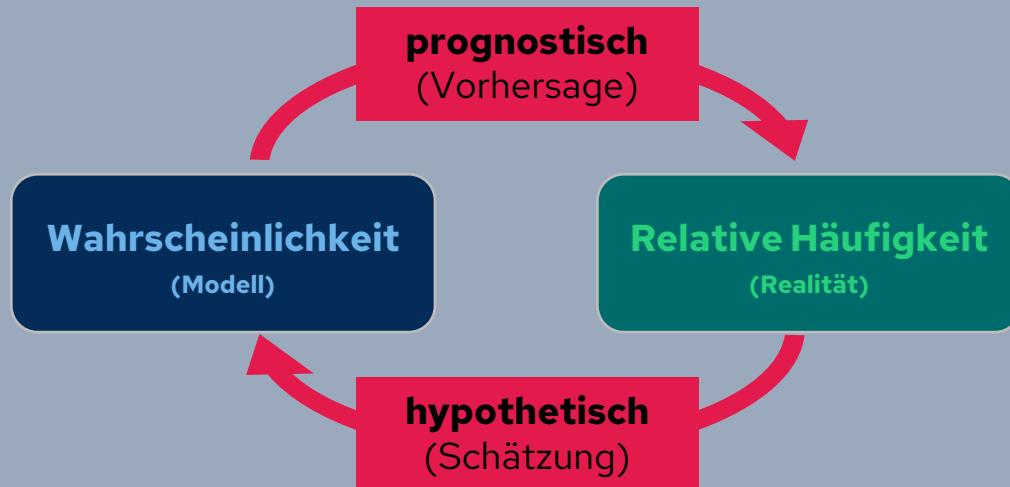 prognostisch
(Vorhersage)
Wahrscheinlichkeit
(Modell)
Relative Häufigkeit
(Realität)
hypothetisch
(Schätzung)